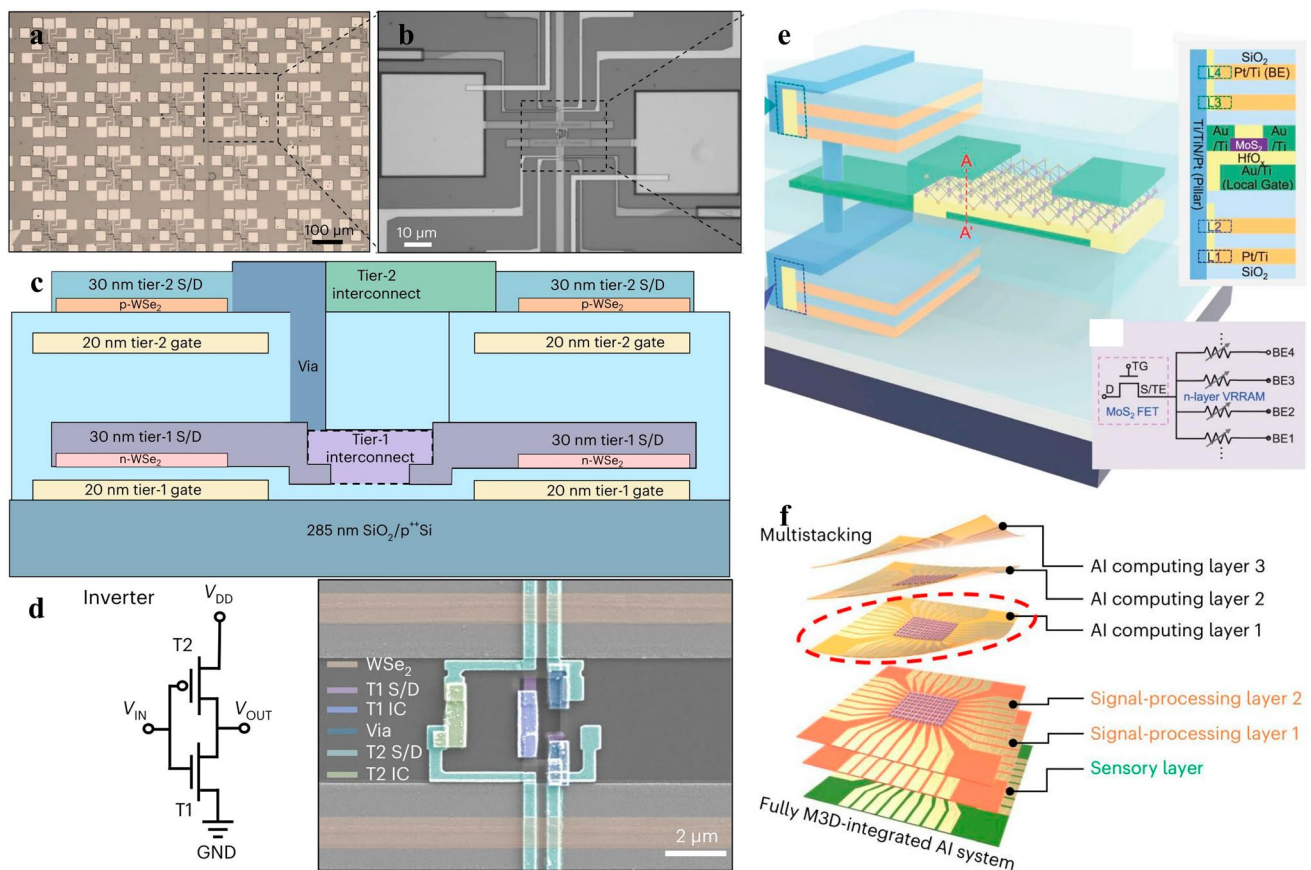 a
100 µm
b
10 µm
c
30 nm tier-2 S/D
p-WSe₂
20 nm tier-2 gate
Via
Tier-2
interconnect
30 nm tier-2 S/D
p-WSe₂
20 nm tier-2 gate
30 nm tier-1 S/D
n-WSe₂
20 nm tier-1 gate
Tier-1
interconnect
30 nm tier-1 S/D
n-WSe₂
20 nm tier-1 gate
285 nm SiO₂/p⁺⁺Si
d
Inverter
V_DD
T2
V_IN
V_OUT
T1
GND
WSe₂
T1 S/D
T1 IC
Via
T2 S/D
T2 IC
2 µm
e
A
A'
SiO₂
L4 Pt/Ti (BE)
L3
Ti/TiN/Pt (Pillar)
Au
/Ti
MoS₂
Au
/Ti
HfOₓ
Au/Ti
(Local Gate)
L2
L1 Pt/Ti
SiO₂
TG
D
S/TE
MoS₂ FET
n-layer VRRAM
BE4
BE3
BE2
BE1
f
Multistacking
AI computing layer 3
AI computing layer 2
AI computing layer 1
Signal-processing layer 2
Signal-processing layer 1
Sensory layer
Fully M3D-integrated AI system